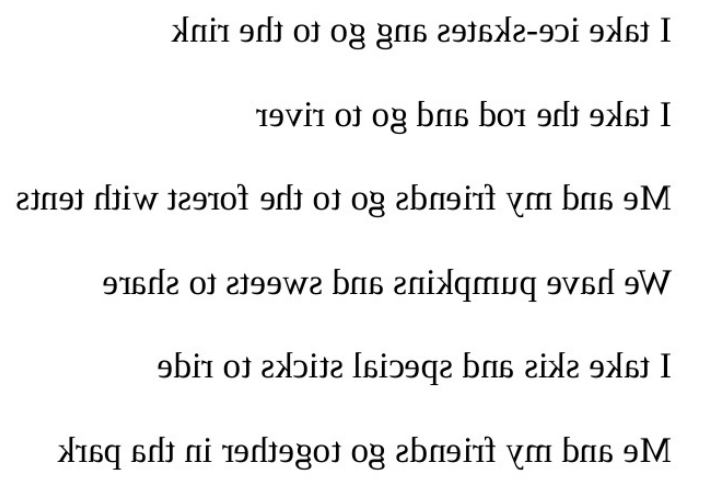 I take ice-skates ang go to the rink
I take the rod and go to river
Me and my friends go to the forest with tents
We have pumpkins and sweets to share
I take skis and special sticks to ride
Me and my friends go together in tha park